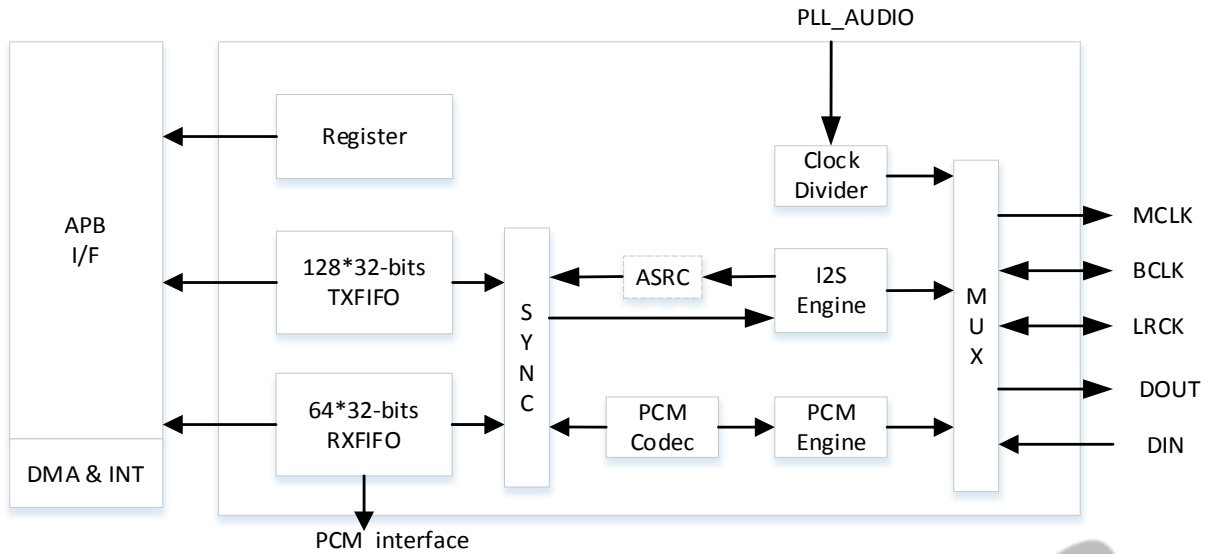 PLL_AUDIO
Register
Clock
Divider
APB
I/F
MCLK
128*32-bits
TXFIFO
ASRC
I2S
Engine
BCLK
S
Y
N
C
M
U
X
LRCK
64*32-bits
RXFIFO
PCM
Codec
PCM
Engine
DOUT
DIN
DMA & INT
PCM interface